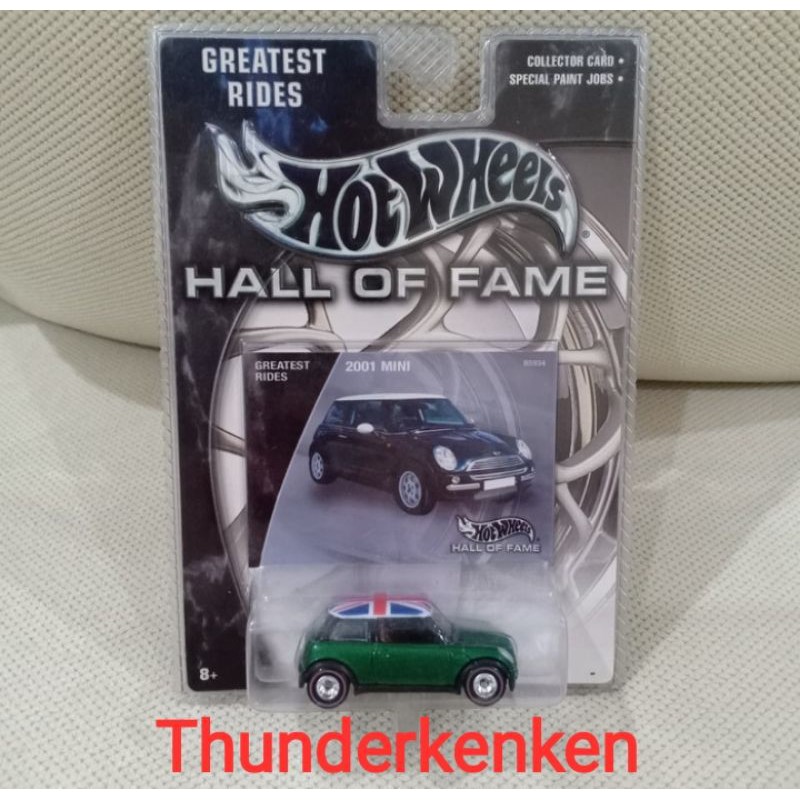 GREATEST
RIDES
COLLECTOR CARD •
SPECIAL PAINT JOBS •
HOT WHEELS
HALL OF FAME
GREATEST
RIDES
2001 MINI
HOT WHEELS
HALL OF FAME
8+
Thunderkenken